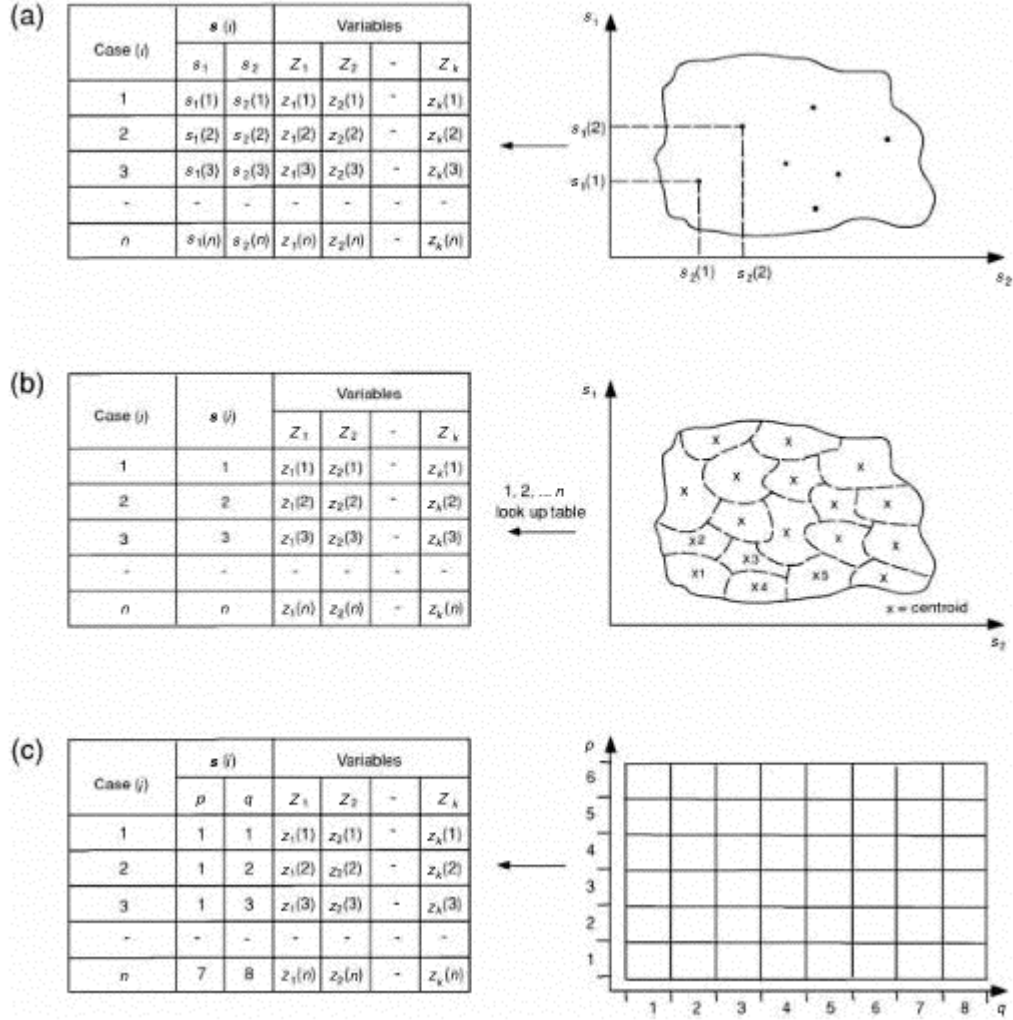 (a)
Case (i) s (i) Variables
s1 s2 Z1 Z2 - Zk
1 s1(1) s2(1) z1(1) z2(1) - zk(1)
2 s1(2) s2(2) z1(2) z2(2) - zk(2)
3 s1(3) s2(3) z1(3) z2(3) - zk(3)
- - - - - - -
n s1(n) s2(n) z1(n) z2(n) - zk(n)
s1
s1(2)
s1(1)
s2(1) s2(2) s2
(b)
Case (i) s (i) Variables
Z1 Z2 - Zk
1 1 z1(1) z2(1) - zk(1)
2 2 z1(2) z2(2) - zk(2)
3 3 z1(3) z2(3) - zk(3)
- - - - - -
n n z1(n) z2(n) - zk(n)
1, 2, ... n
look up table
s1
x x
x x x x
x x x
x2 x3 x x x
x1 x4 x5 x
x = centroid
s2
(c)
Case (i) s (i) Variables
p q Z1 Z2 - Zk
1 1 1 z1(1) z2(1) - zk(1)
2 1 2 z1(2) z2(2) - zk(2)
3 1 3 z1(3) z2(3) - zk(3)
- - - - - - -
n 7 8 z1(n) z2(n) - zk(n)
p
6
5
4
3
2
1
1 2 3 4 5 6 7 8 q